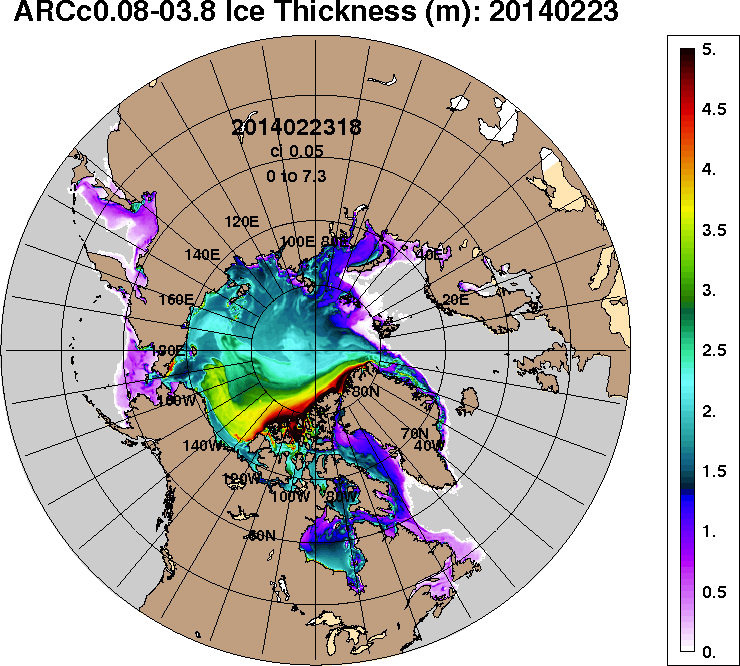 ARCc0.08-03.8 Ice Thickness (m): 20140223
2014022318
ci 0.05
0 to 7.3
120E
100E
80E
140E
40E
160E
20E
180E
160W
80N
140W
70N
40W
120W
100W
80W
60N
5.
4.5
4.
3.5
3.
2.5
2.
1.5
1.
0.5
0.